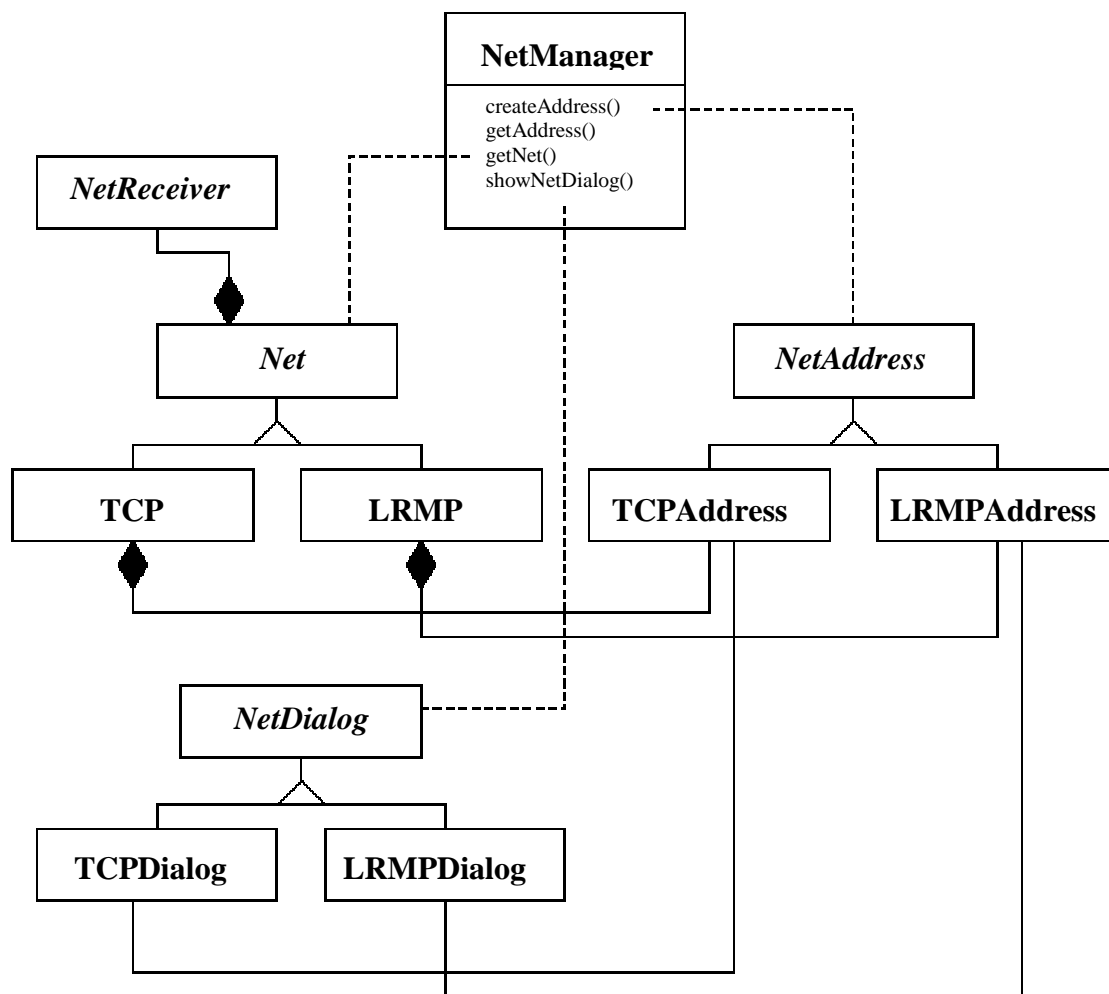 NetManager
createAddress()
getAddress()
getNet()
showNetDialog()
NetReceiver
Net
NetAddress
TCP
LRMP
TCPAddress
LRMPAddress
NetDialog
TCPDialog
LRMPDialog